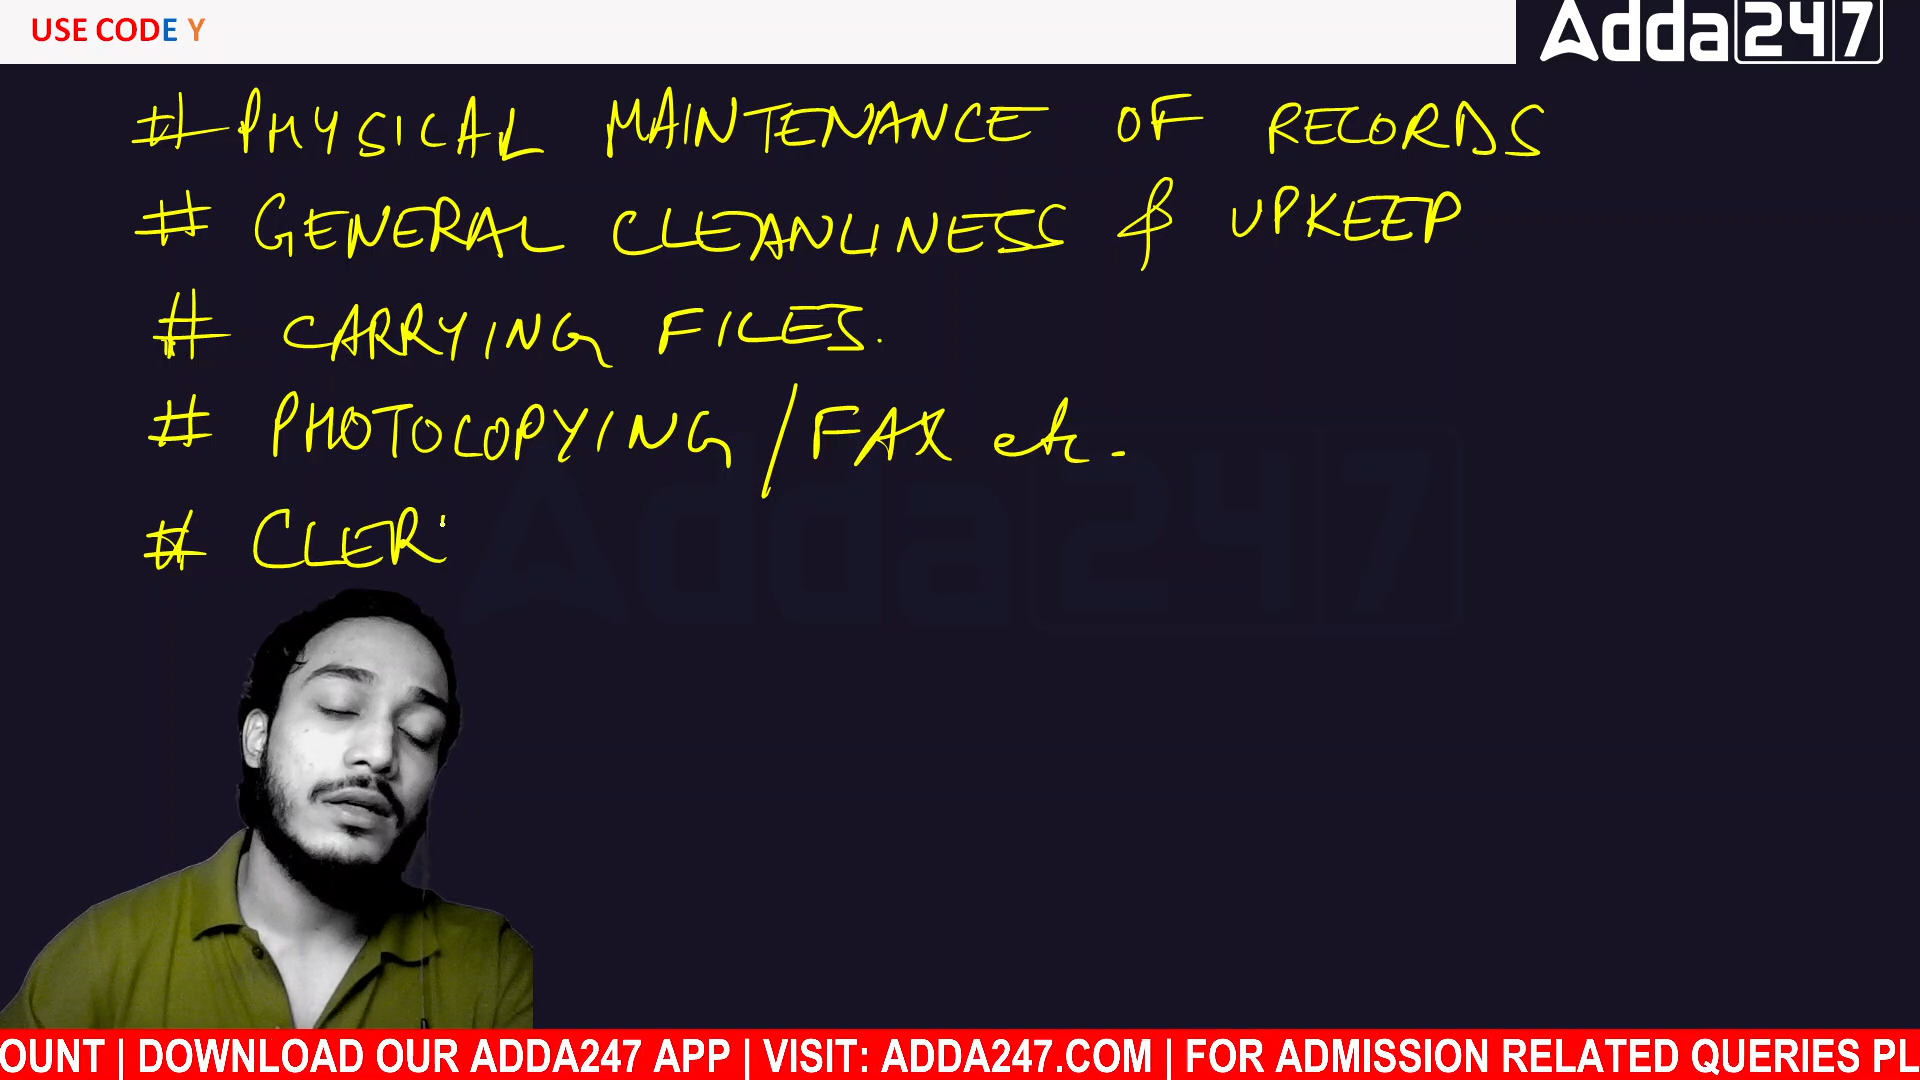 USE CODE Y
Adda247
# PHYSICAL MAINTENANCE OF RECORDS
# GENERAL CLEANLINESS & UPKEEP
# CARRYING FILES.
# PHOTOCOPYING / FAX etc.
# CLER
Adda247
OUNT | DOWNLOAD OUR ADDA247 APP | VISIT: ADDA247.COM | FOR ADMISSION RELATED QUERIES PL